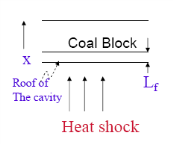 Coal Block
x
Roof of
The cavity
Lf
Heat shock